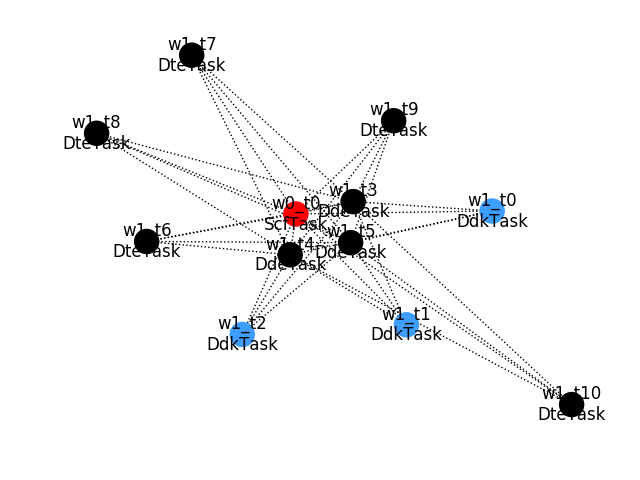 w1_t7
DteTask
w1_t8
DteTask
w1_t9
DteTask
w1_t3
DdeTask
w0_t0
=
ScfTask
w1_t0
=
DdkTask
w1_t6
DteTask
w1_t5
DdeTask
w1_t4
DdeTask
w1_t2
=
DdkTask
w1_t1
=
DdkTask
w1_t10
DteTask